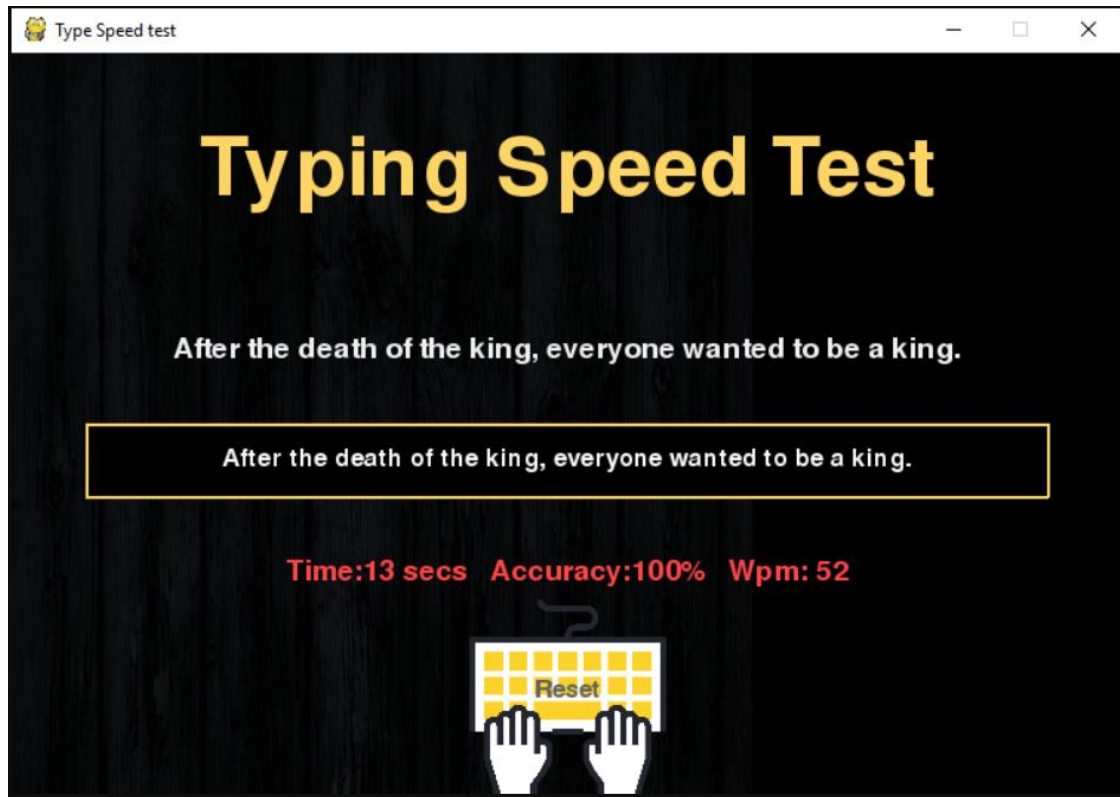 Type Speed test
Typing Speed Test
After the death of the king, everyone wanted to be a king.
After the death of the king, everyone wanted to be a king.
Time:13 secs Accuracy:100% Wpm: 52
Reset